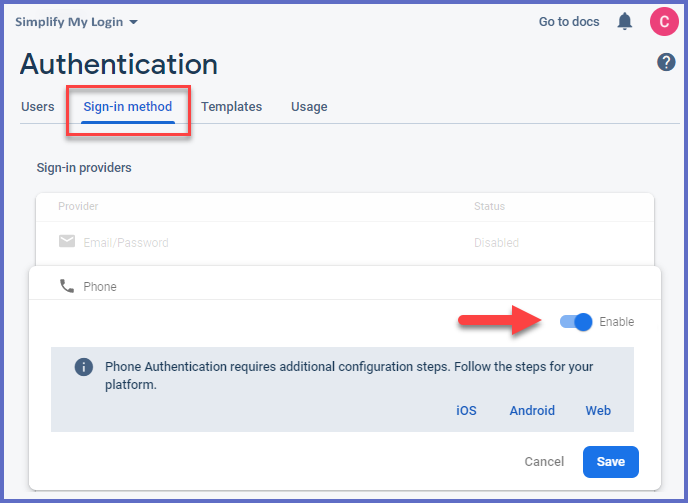 Simplify My Login
Go to docs
C
Authentication
?
Users
Sign-in method
Templates
Usage
Sign-in providers
Provider
Status
Email/Password
Disabled
Phone
Enable
i
Phone Authentication requires additional configuration steps. Follow the steps for your
platform.
iOS
Android
Web
Cancel
Save